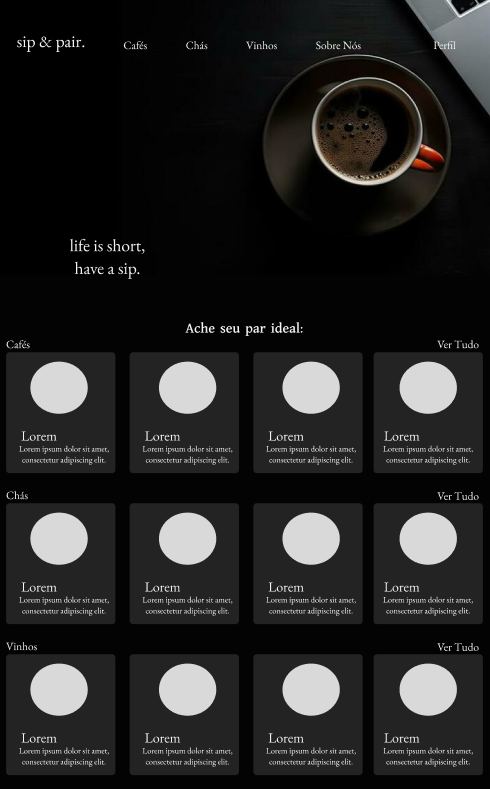 sip & pair.
Cafés
Chás
Vinhos
Sobre Nós
Perfil
life is short,
have a sip.
Ache seu par ideal:
Cafés
Ver Tudo
Lorem
Lorem ipsum dolor sit amet,
consectetur adipiscing elit.
Lorem
Lorem ipsum dolor sit amet,
consectetur adipiscing elit.
Lorem
Lorem ipsum dolor sit amet,
consectetur adipiscing elit.
Lorem
Lorem ipsum dolor sit amet,
consectetur adipiscing elit.
Chás
Ver Tudo
Lorem
Lorem ipsum dolor sit amet,
consectetur adipiscing elit.
Lorem
Lorem ipsum dolor sit amet,
consectetur adipiscing elit.
Lorem
Lorem ipsum dolor sit amet,
consectetur adipiscing elit.
Lorem
Lorem ipsum dolor sit amet,
consectetur adipiscing elit.
Vinhos
Ver Tudo
Lorem
Lorem ipsum dolor sit amet,
consectetur adipiscing elit.
Lorem
Lorem ipsum dolor sit amet,
consectetur adipiscing elit.
Lorem
Lorem ipsum dolor sit amet,
consectetur adipiscing elit.
Lorem
Lorem ipsum dolor sit amet,
consectetur adipiscing elit.